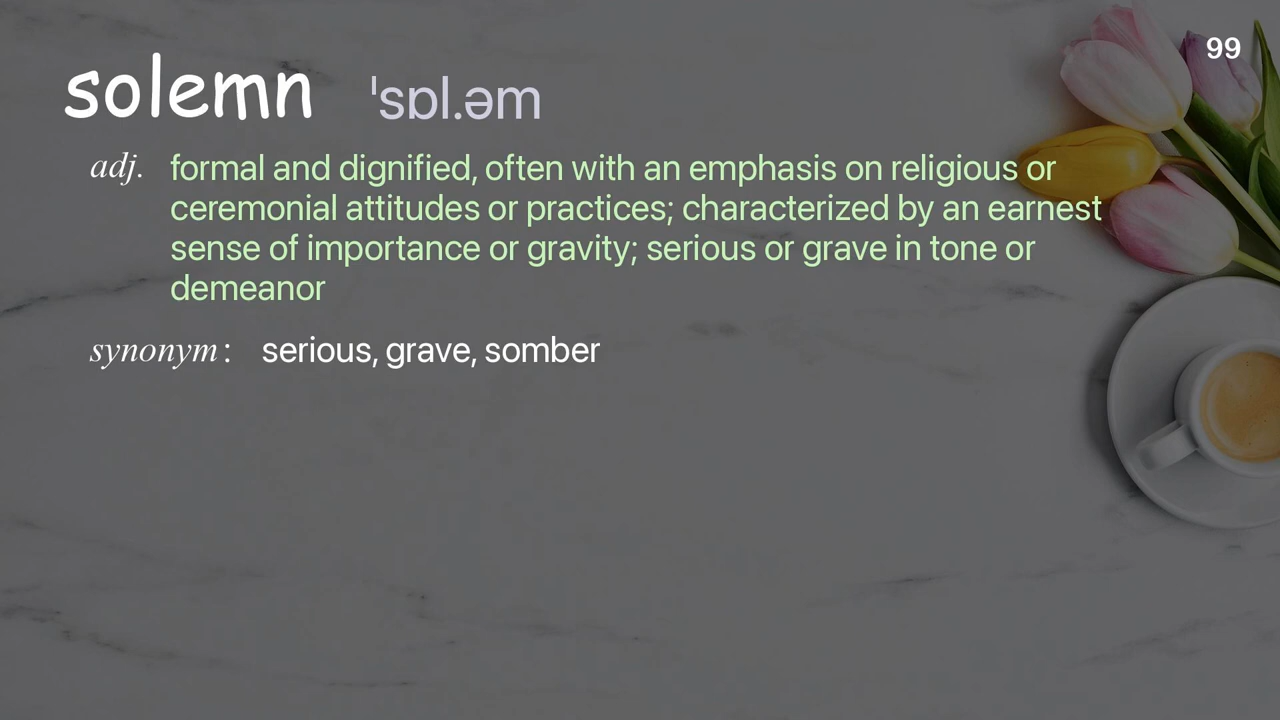 99
solemn ˈsɒl.əm
adj. formal and dignified, often with an emphasis on religious or
ceremonial attitudes or practices; characterized by an earnest
sense of importance or gravity; serious or grave in tone or
demeanor
synonym: serious, grave, somber